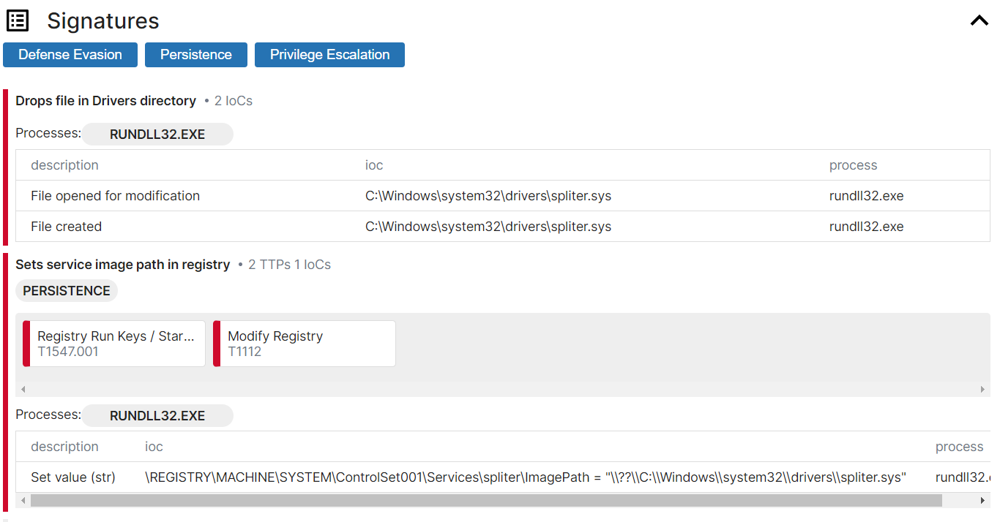 Signatures
Defense Evasion Persistence Privilege Escalation
Drops file in Drivers directory • 2 IoCs
Processes: RUNDLL32.EXE
description ioc process
File opened for modification C:\Windows\system32\drivers\spliter.sys rundll32.exe
File created C:\Windows\system32\drivers\spliter.sys rundll32.exe
Sets service image path in registry • 2 TTPs 1 IoCs
PERSISTENCE
Registry Run Keys / Star... Modify Registry
T1547.001 T1112
Processes: RUNDLL32.EXE
description ioc process
Set value (str) \REGISTRY\MACHINE\SYSTEM\ControlSet001\Services\spliter\ImagePath = "\\??\\C:\\Windows\\system32\\drivers\\spliter.sys" rundll32.